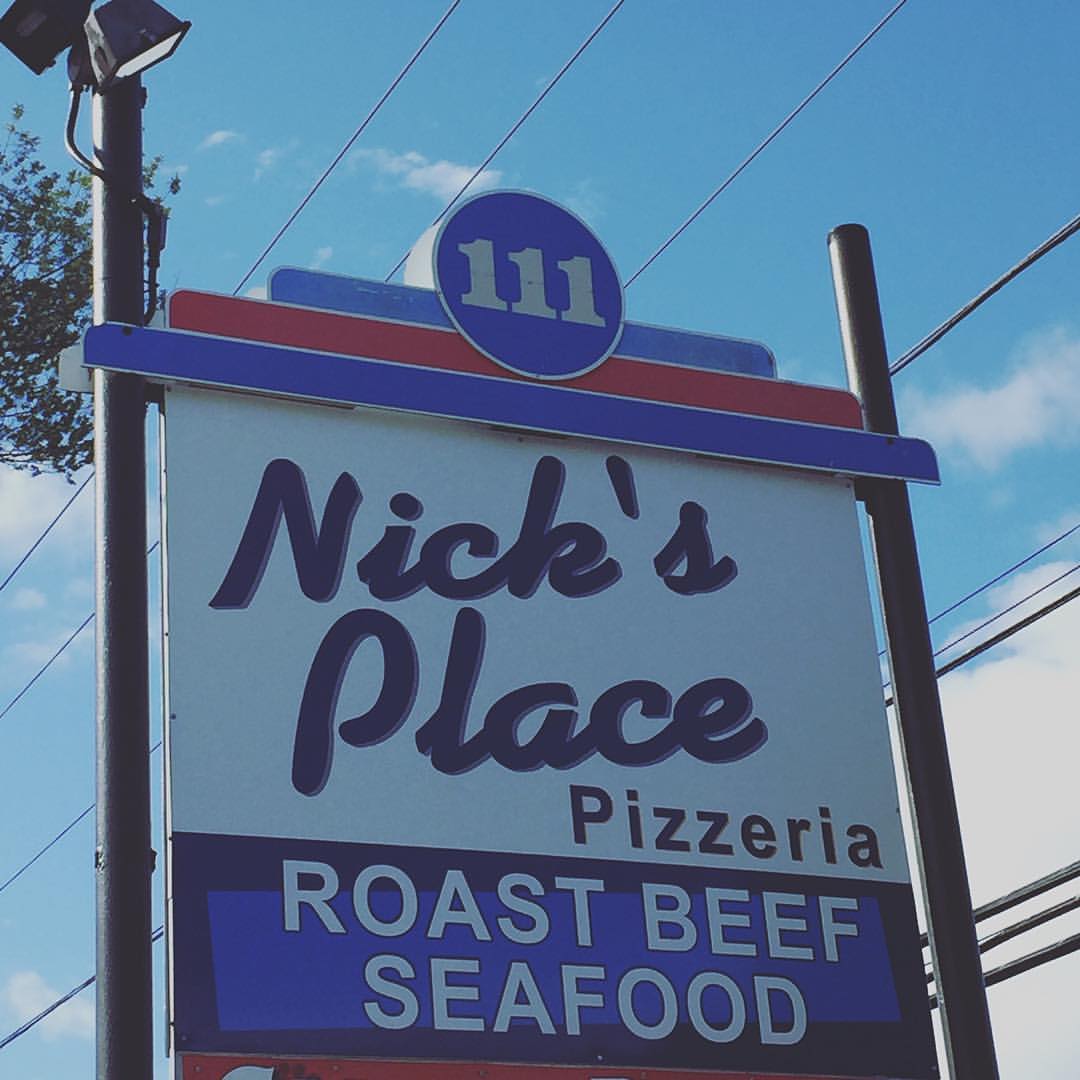 111
Nick's
Place
Pizzeria
ROAST BEEF
SEAFOOD